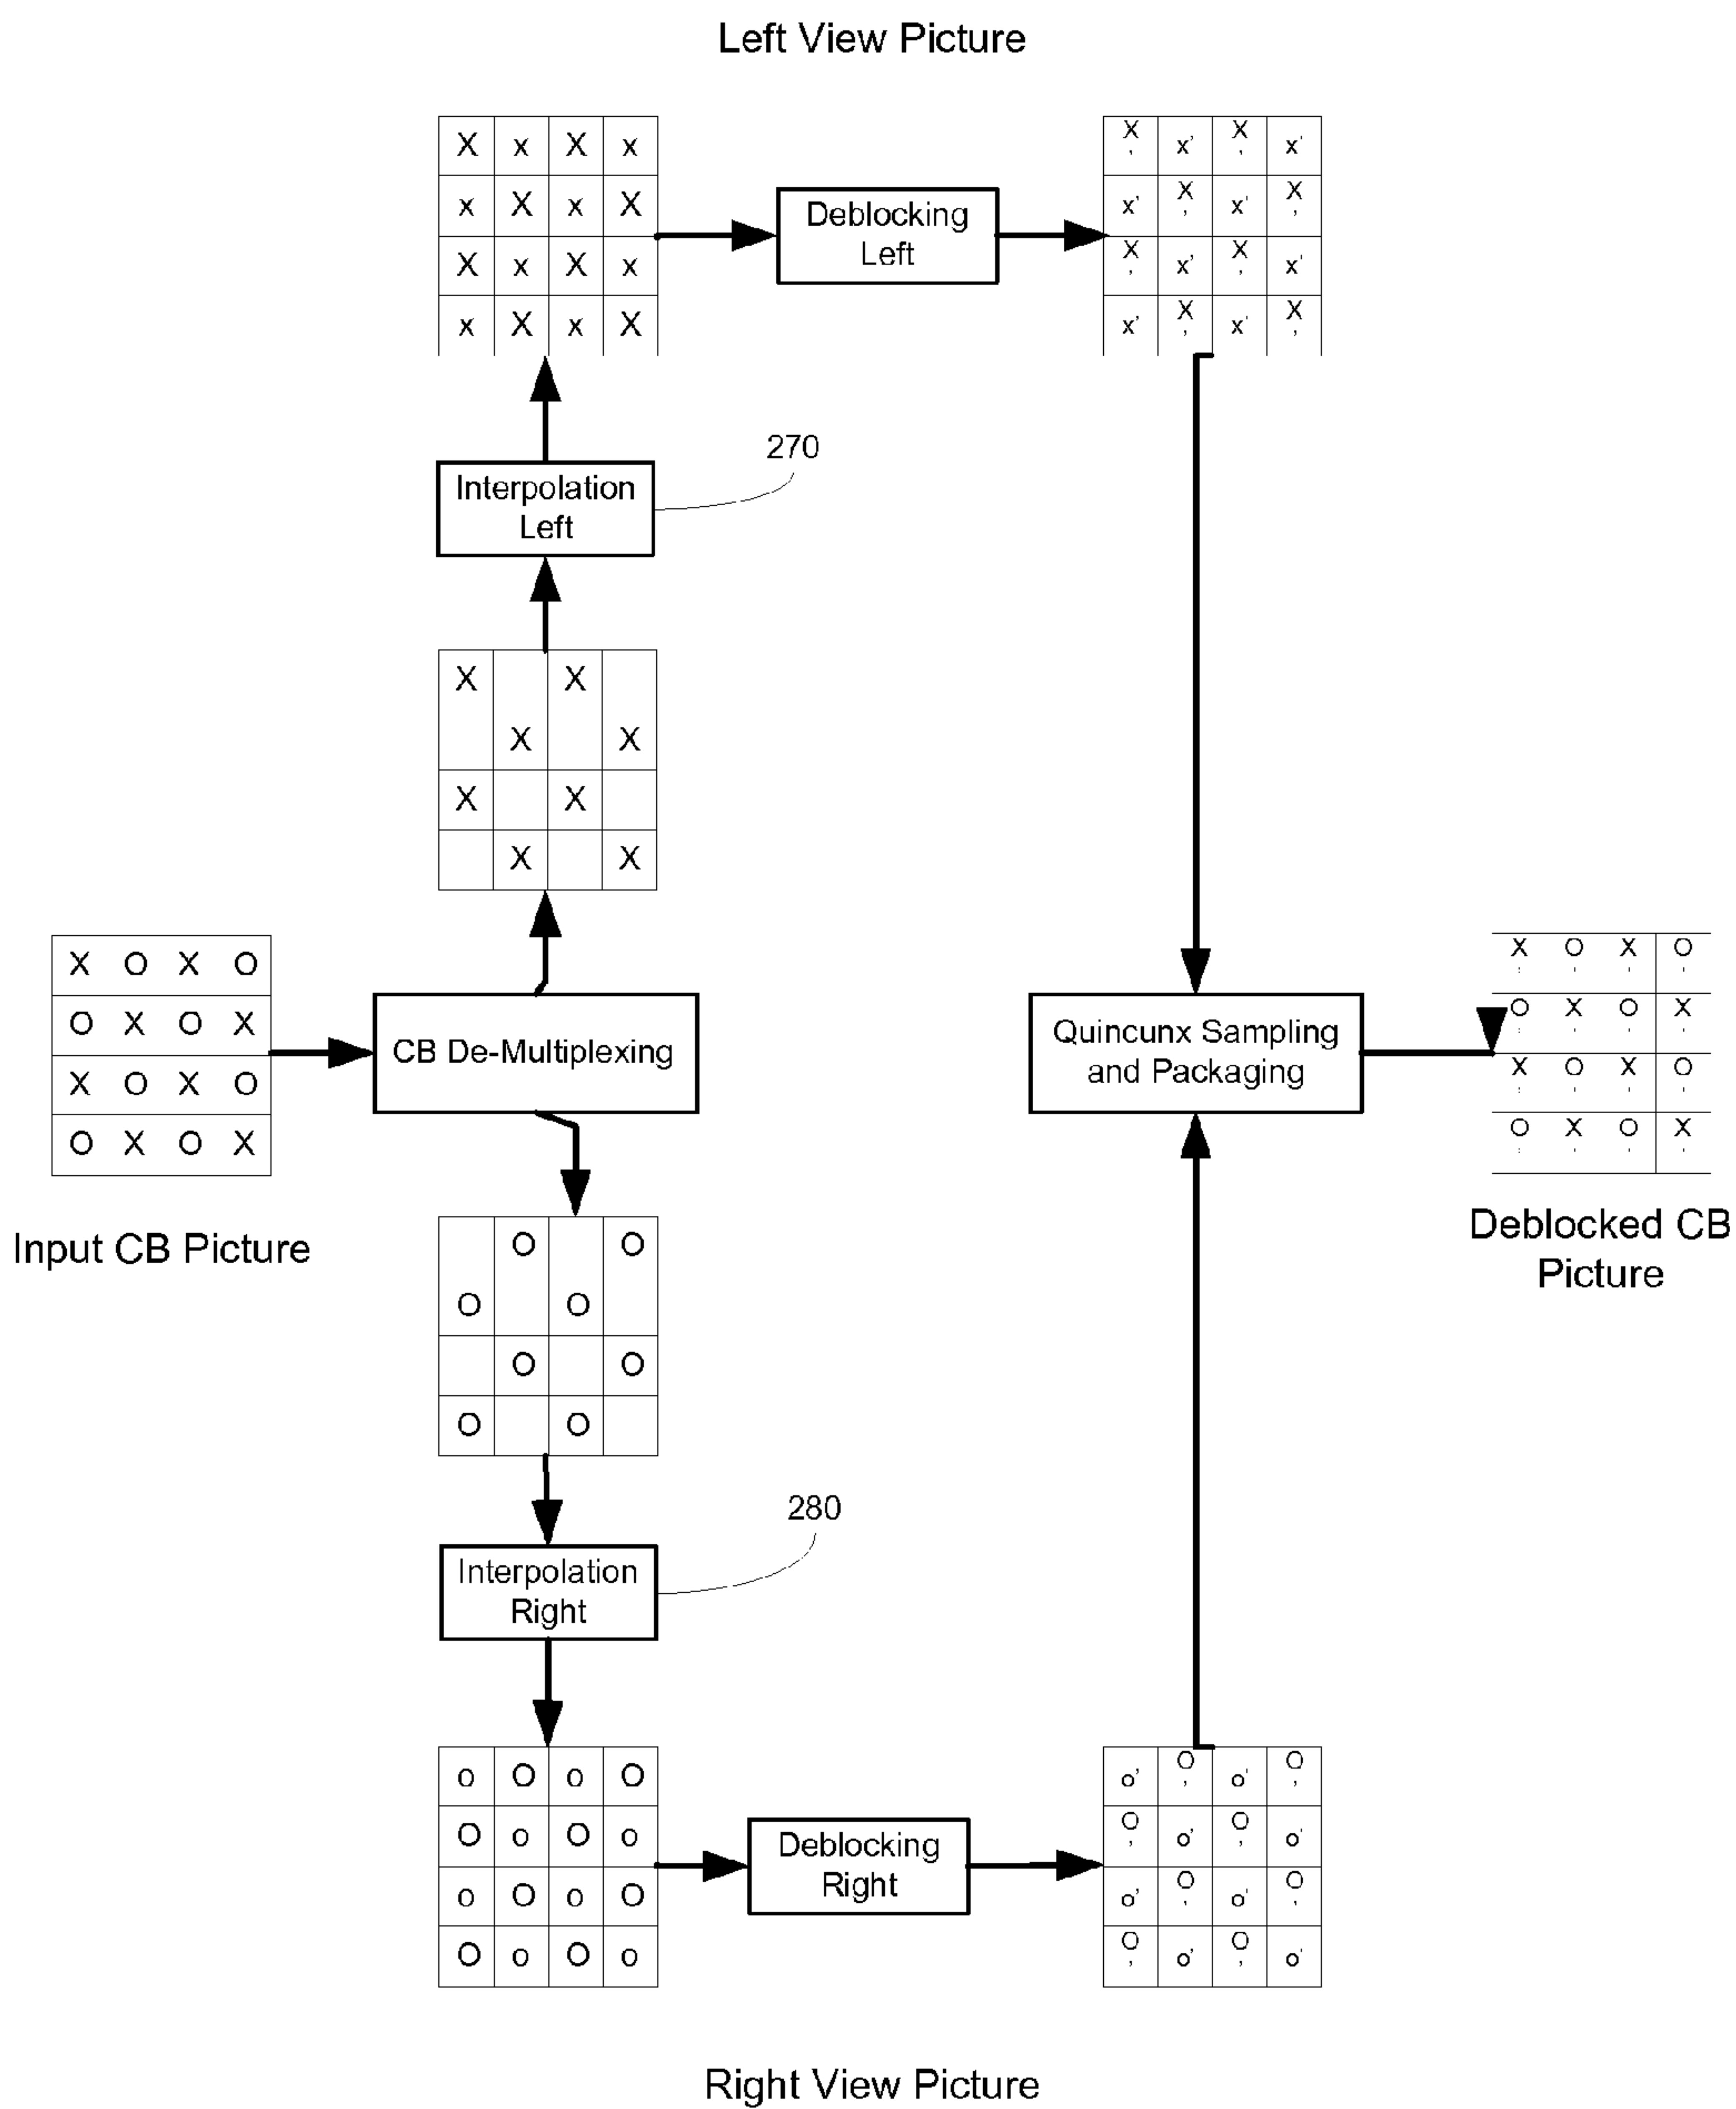 Left View Picture
X x X x
x X x X
X x X x
x X x X
X' x' X' x'
x' X' x' X'
X' x' X' x'
x' X' x' X'
Deblocking
Left
270
Interpolation
Left
X X
X X
X X
X X
X O X O
O X O X
X O X O
O X O X
Input CB Picture
CB De-Multiplexing
Quincunx Sampling
and Packaging
X' O' X' O'
O' X' O' X'
X' O' X' O'
O' X' O' X'
Deblocked CB
Picture
O O
O O
O O
O O
280
Interpolation
Right
o O o O
O o O o
o O o O
O o O o
Deblocking
Right
o' O' o' O'
O' o' O' o'
o' O' o' O'
O' o' O' o'
Right View Picture